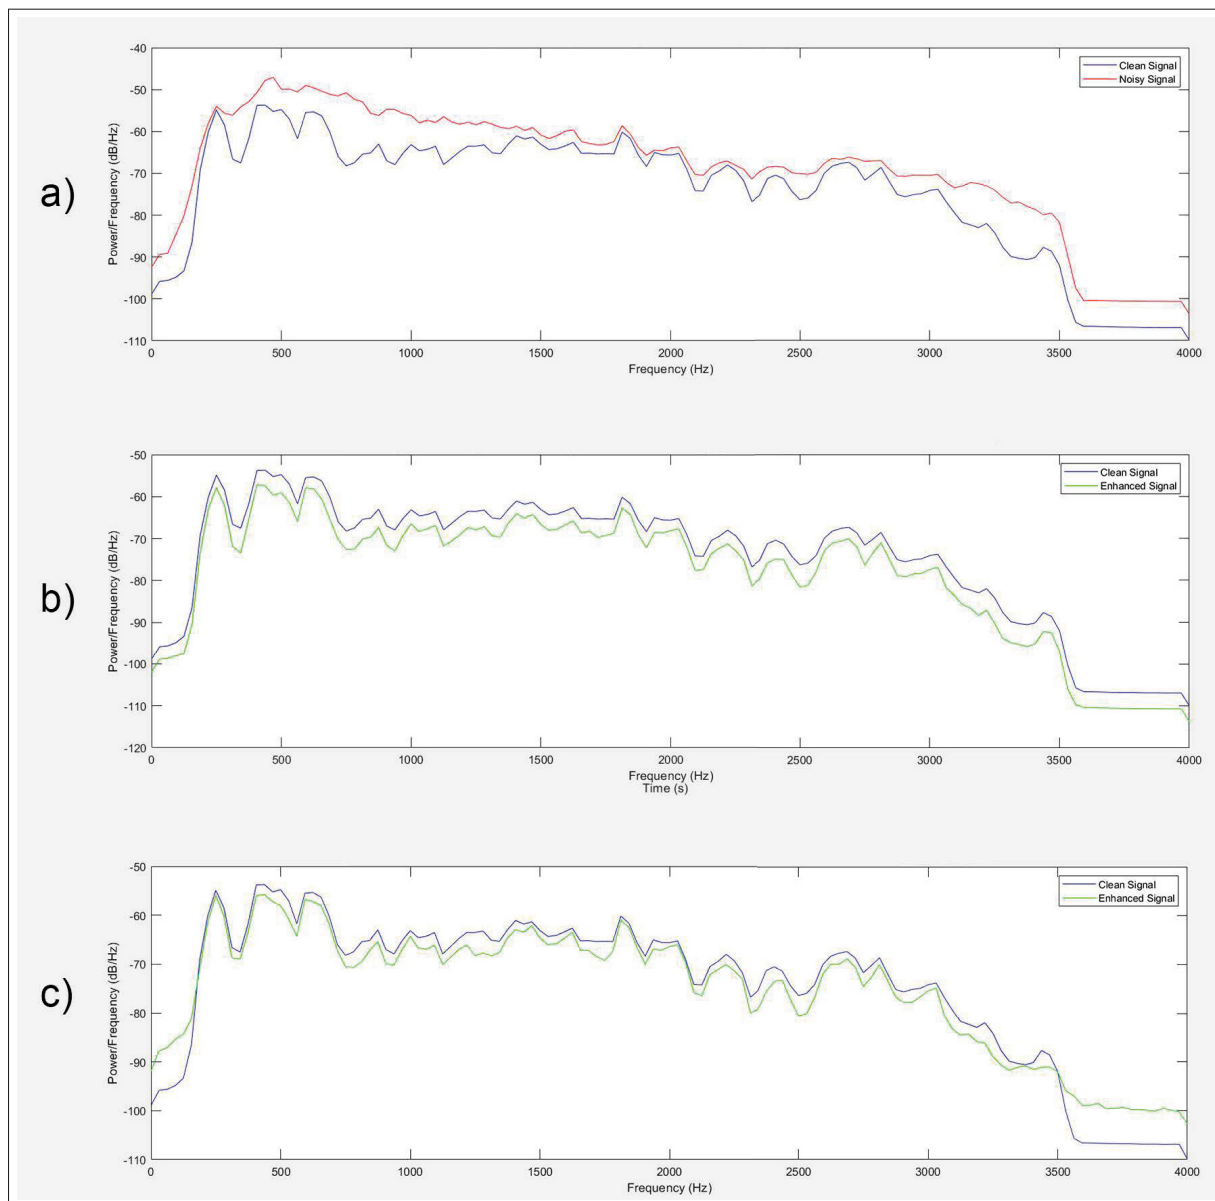 a)
Power/Frequency (dB/Hz)
-40
-50
-60
-70
-80
-90
-100
-110
Clean Signal
Noisy Signal
0 500 1000 1500 2000 2500 3000 3500 4000
Frequency (Hz)
b)
Power/Frequency (dB/Hz)
-50
-60
-70
-80
-90
-100
-110
-120
Clean Signal
Enhanced Signal
0 500 1000 1500 2000 2500 3000 3500 4000
Frequency (Hz)
Time (s)
c)
Power/Frequency (dB/Hz)
-50
-60
-70
-80
-90
-100
-110
Clean Signal
Enhanced Signal
0 500 1000 1500 2000 2500 3000 3500 4000
Frequency (Hz)